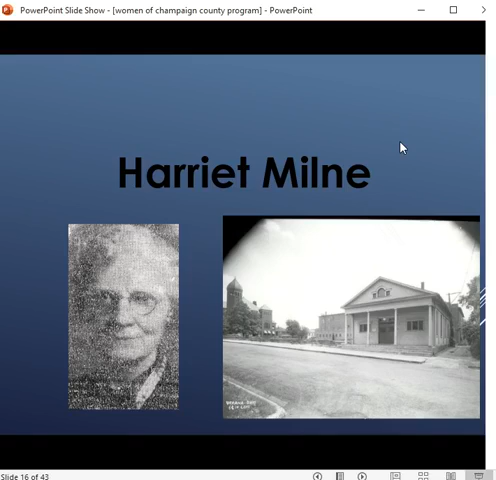 PowerPoint Slide Show - [women of champaign county program] - PowerPoint
Harriet Milne
Slide 16 of 43